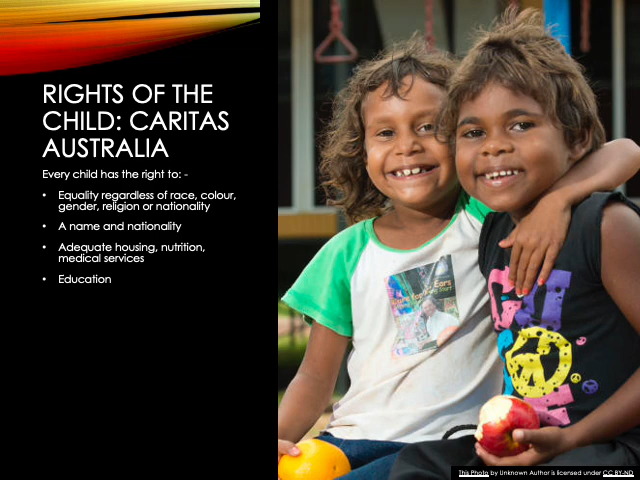 RIGHTS OF THE
CHILD: CARITAS
AUSTRALIA
Every child has the right to: -
• Equality regardless of race, colour,
gender, religion or nationality
• A name and nationality
• Adequate housing, nutrition,
medical services
• Education
Ears
This Photo by Unknown Author is licensed under CC BY-ND